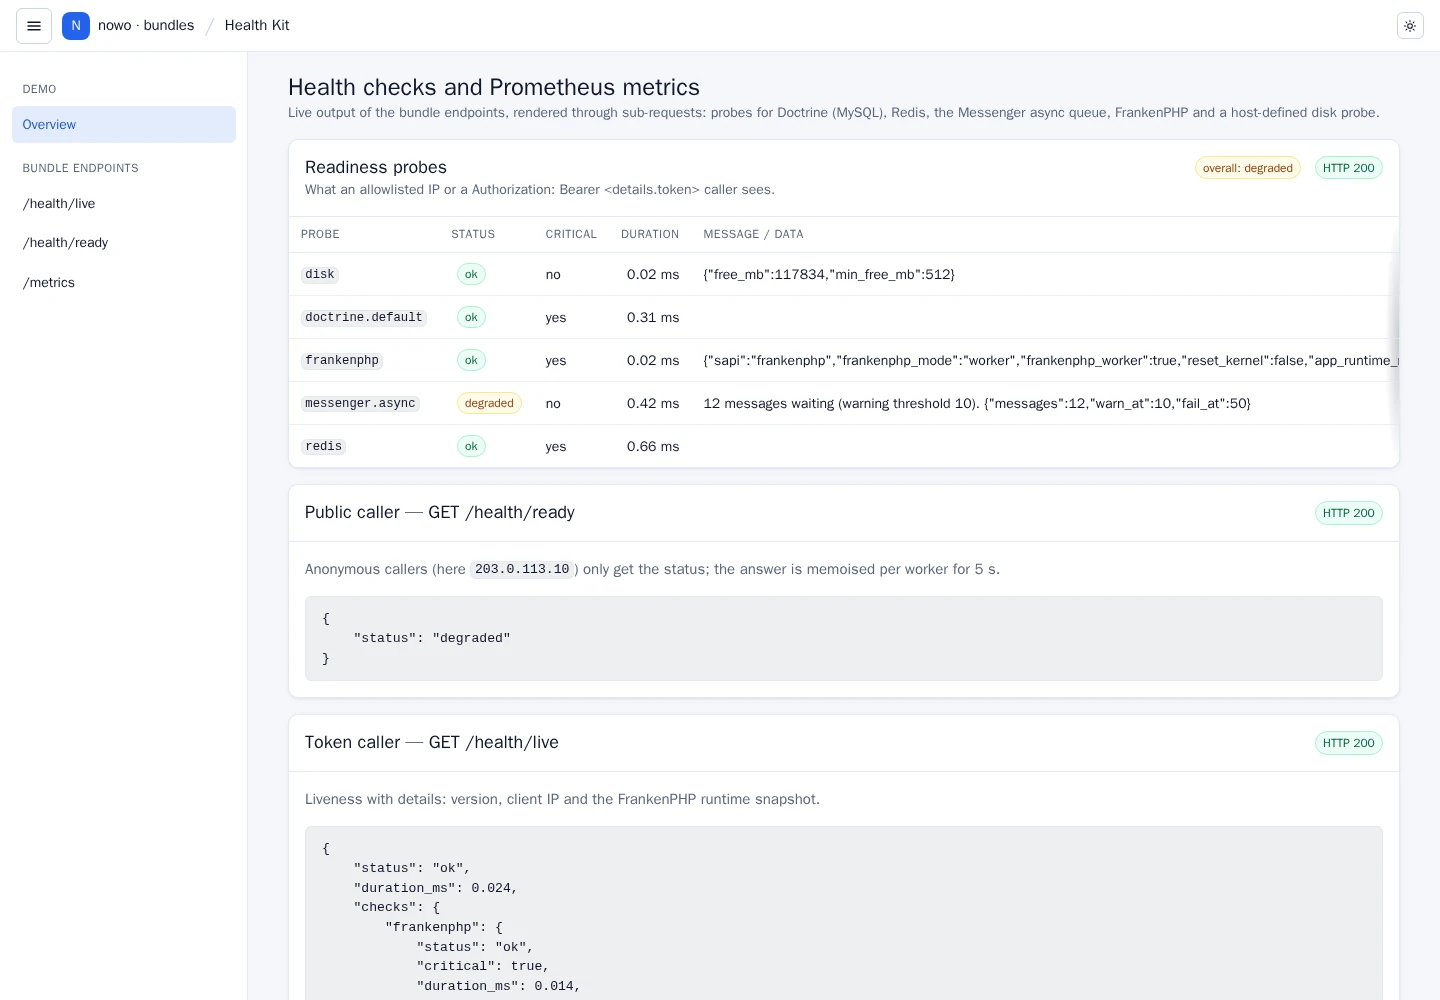 N nowo · bundles / Health Kit
DEMO
Overview
BUNDLE ENDPOINTS
/health/live
/health/ready
/metrics
Health checks and Prometheus metrics
Live output of the bundle endpoints, rendered through sub-requests: probes for Doctrine (MySQL), Redis, the Messenger async queue, FrankenPHP and a host-defined disk probe.
Readiness probes overall: degraded HTTP 200
What an allowlisted IP or a Authorization: Bearer <details.token> caller sees.
PROBE STATUS CRITICAL DURATION MESSAGE / DATA
disk ok no 0.02 ms {"free_mb":117834,"min_free_mb":512}
doctrine.default ok yes 0.31 ms
frankenphp ok yes 0.02 ms {"sapi":"frankenphp","frankenphp_mode":"worker","frankenphp_worker":true,"reset_kernel":false,"app_runtime_
messenger.async degraded no 0.42 ms 12 messages waiting (warning threshold 10). {"messages":12,"warn_at":10,"fail_at":50}
redis ok yes 0.66 ms
Public caller — GET /health/ready HTTP 200
Anonymous callers (here 203.0.113.10) only get the status; the answer is memoised per worker for 5 s.
{
    "status": "degraded"
}
Token caller — GET /health/live HTTP 200
Liveness with details: version, client IP and the FrankenPHP runtime snapshot.
{
    "status": "ok",
    "duration_ms": 0.024,
    "checks": {
        "frankenphp": {
            "status": "ok",
            "critical": true,
            "duration_ms": 0.014,